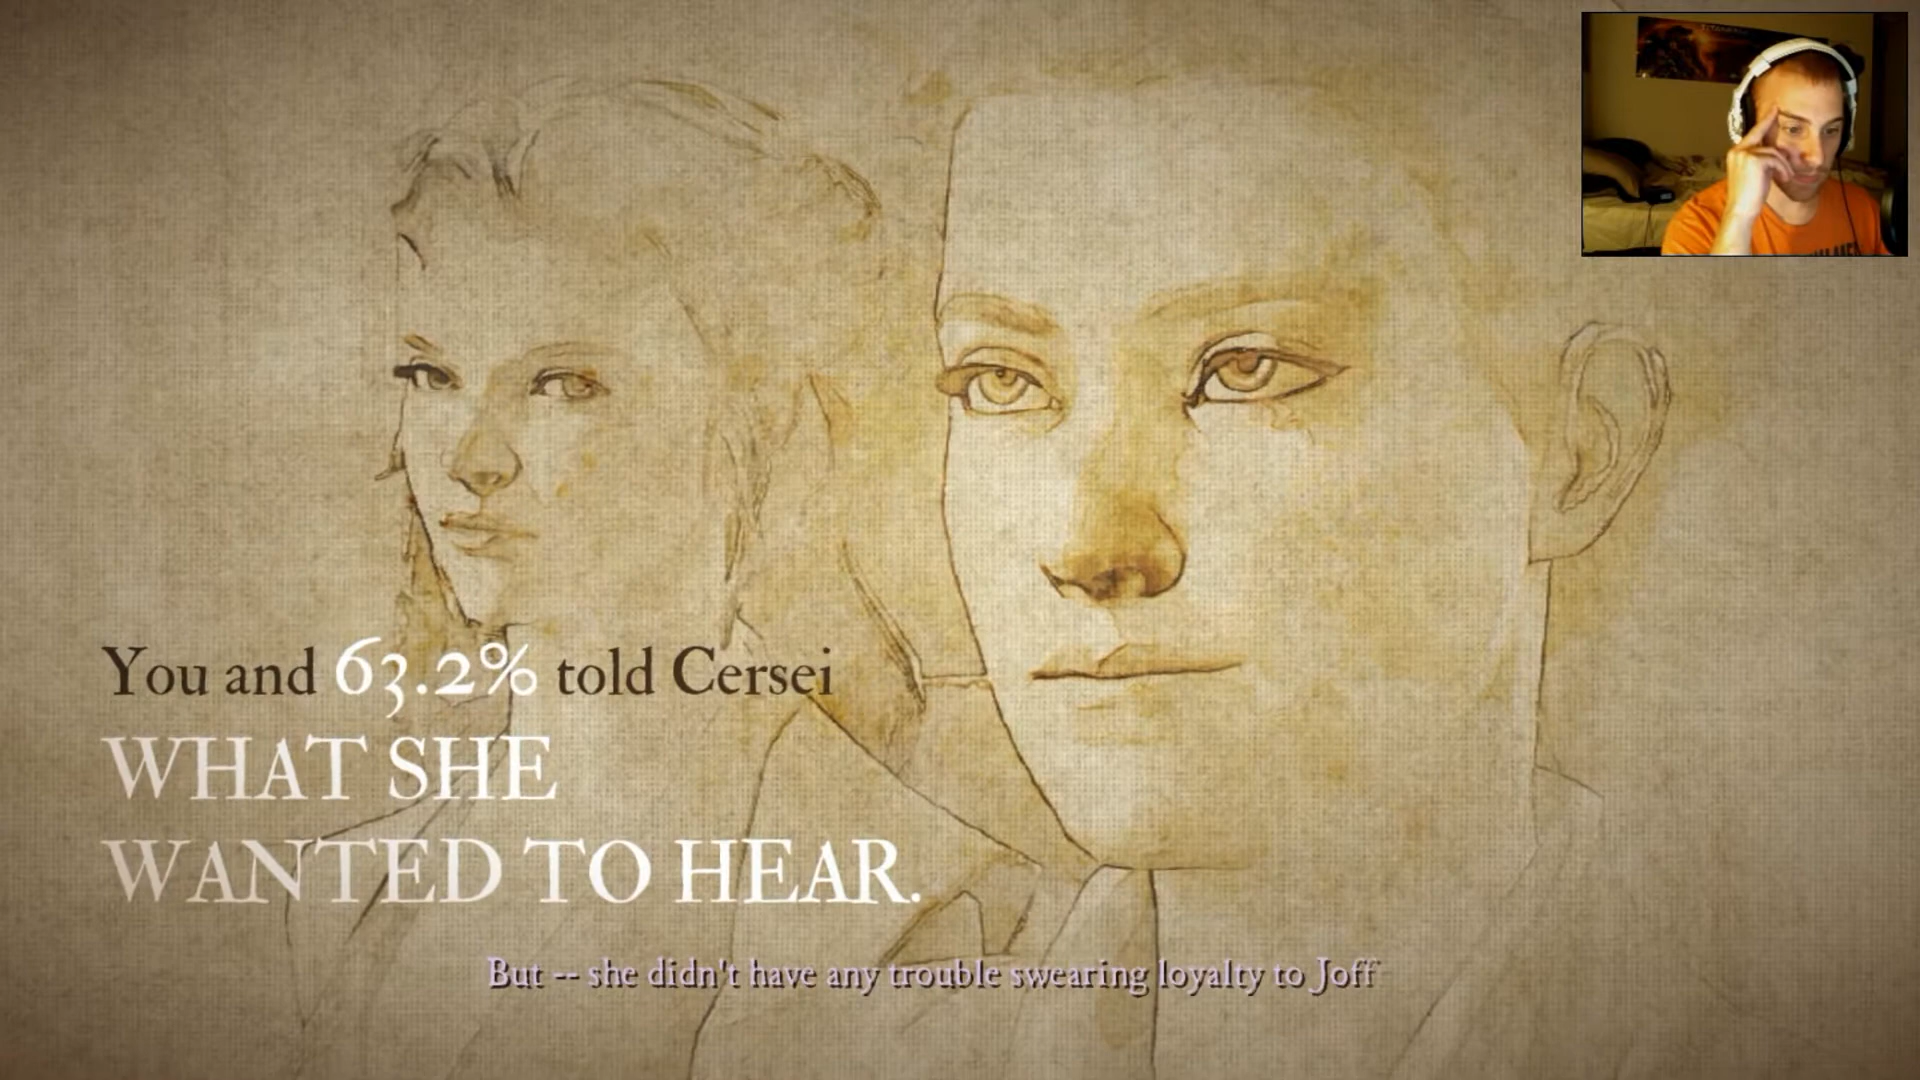 You and 63.2% told Cersei
WHAT SHE
WANTED TO HEAR.
But -- she didn't have any trouble swearing loyalty to Joff